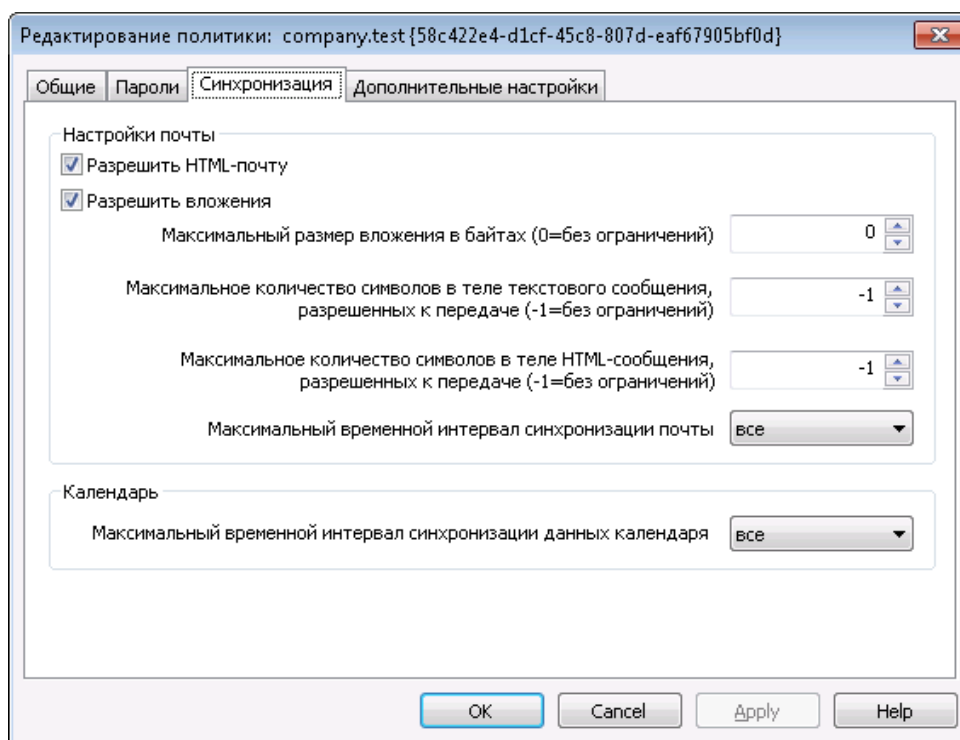 Редактирование политики: company.test {58c422e4-d1cf-45c8-807d-eaf67905bf0d}
Общие Пароли Синхронизация Дополнительные настройки
Настройки почты
Разрешить HTML-почту
Разрешить вложения
Максимальный размер вложения в байтах (0=без ограничений) 0
Максимальное количество символов в теле текстового сообщения,
разрешенных к передаче (-1=без ограничений) -1
Максимальное количество символов в теле HTML-сообщения,
разрешенных к передаче (-1=без ограничений) -1
Максимальный временной интервал синхронизации почты все
Календарь
Максимальный временной интервал синхронизации данных календаря все
OK Cancel Apply Help